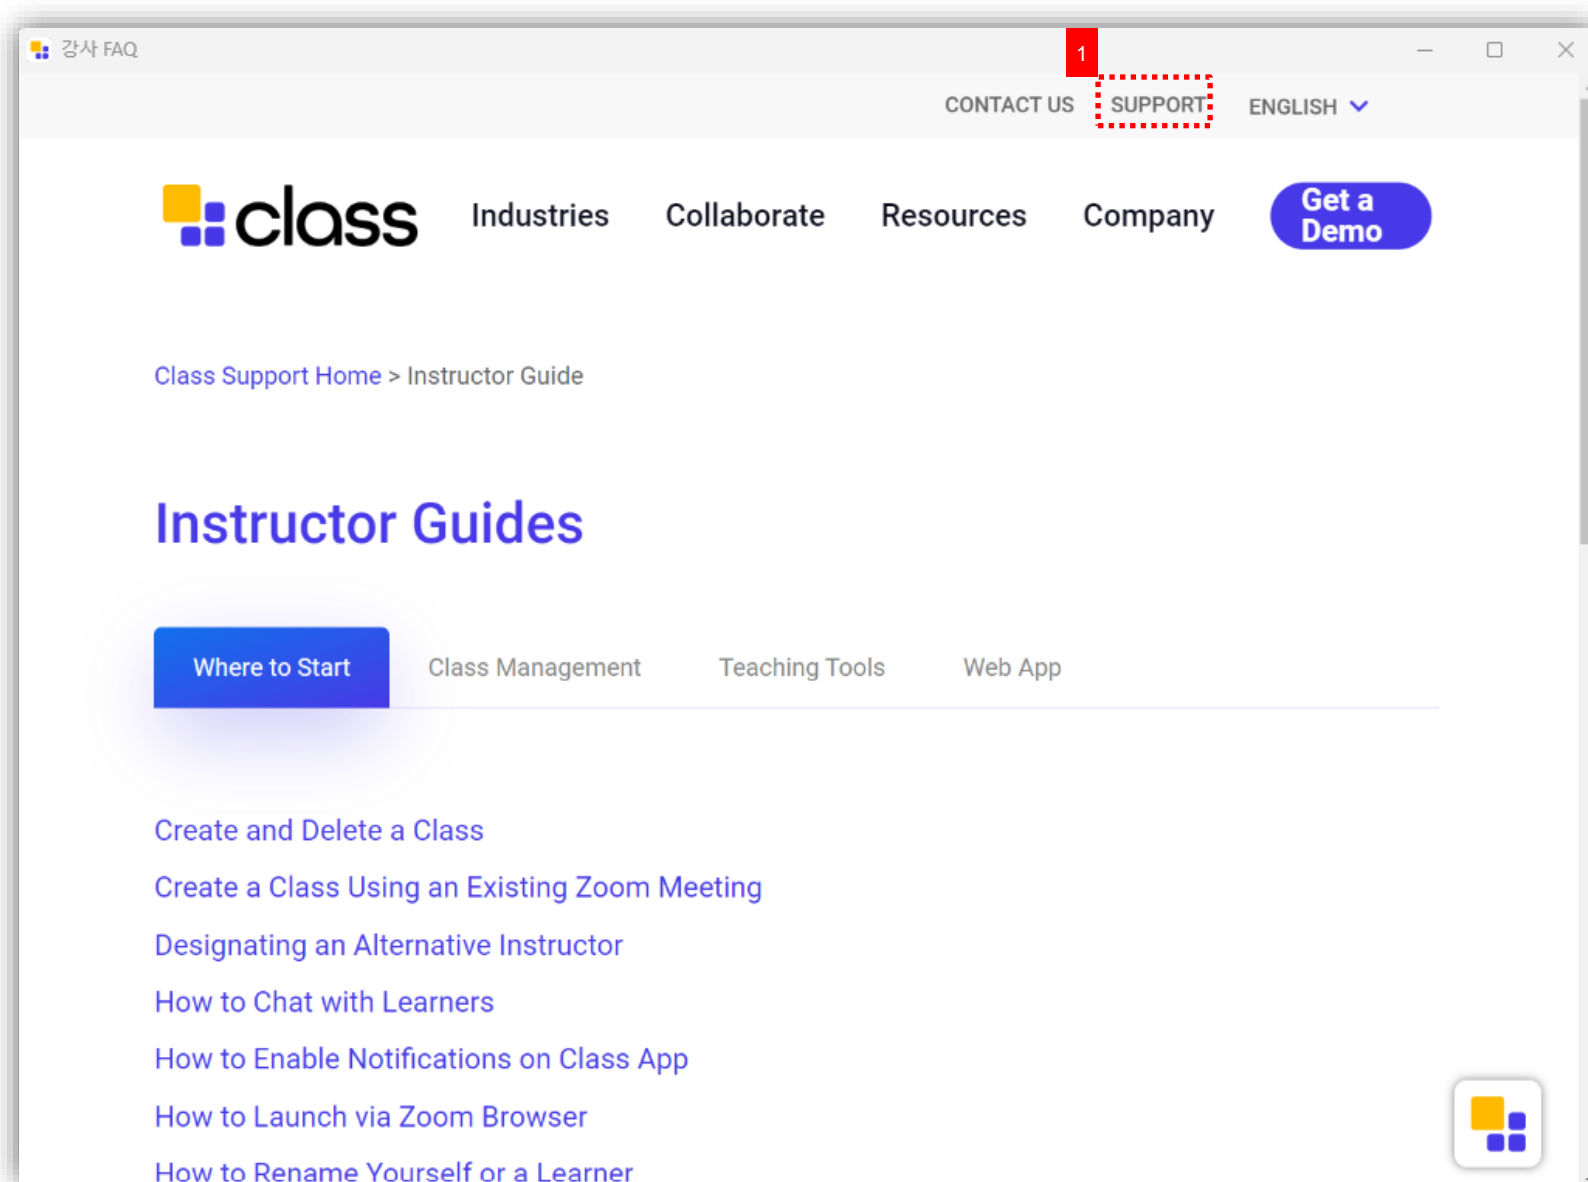 강사 FAQ
1
CONTACT US SUPPORT ENGLISH
class Industries Collaborate Resources Company Get a
Demo
Class Support Home > Instructor Guide
Instructor Guides
Where to Start Class Management Teaching Tools Web App
Create and Delete a Class
Create a Class Using an Existing Zoom Meeting
Designating an Alternative Instructor
How to Chat with Learners
How to Enable Notifications on Class App
How to Launch via Zoom Browser
How to Rename Yourself or a Learner